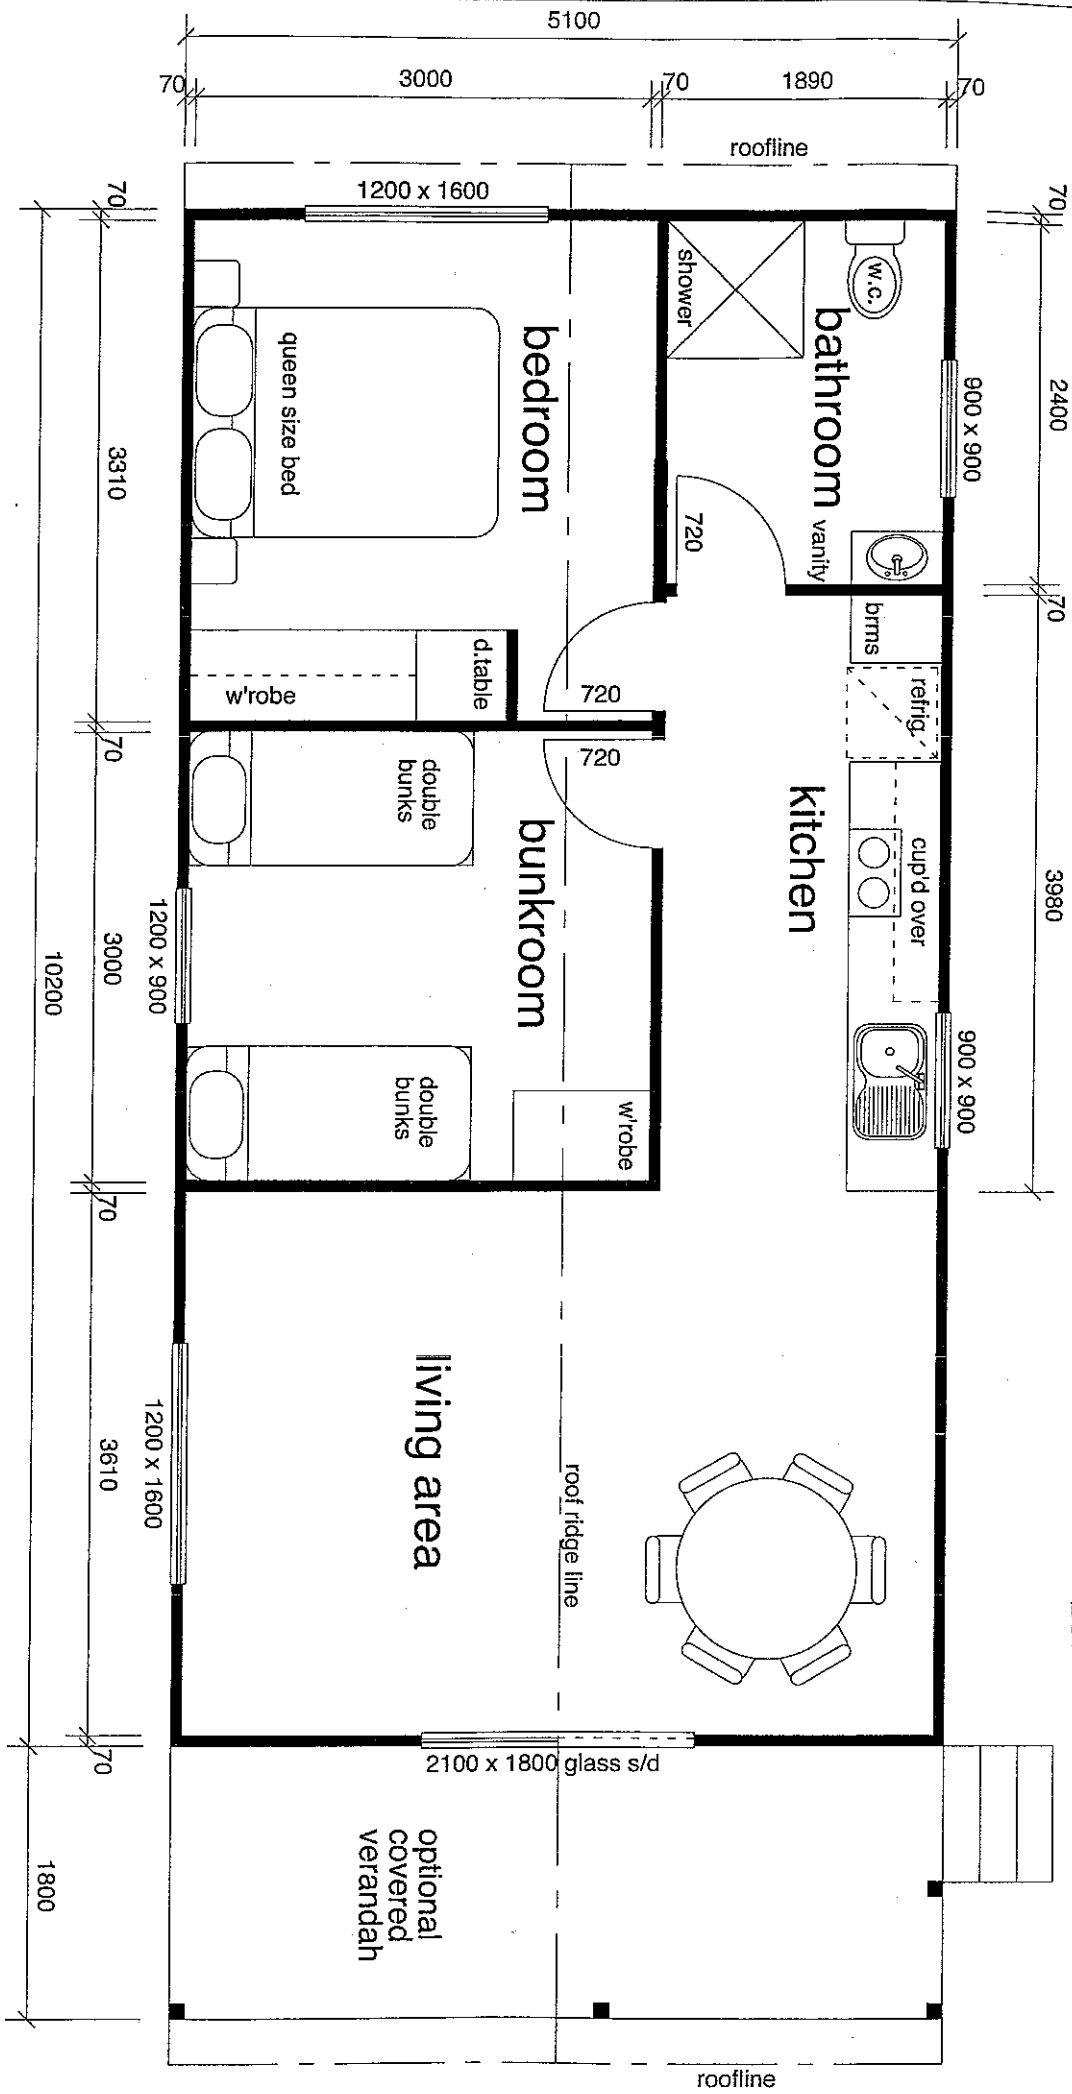 5100
70
3000
70
1890
70
roofline
1200 x 1600
70
70
shower
w.c.
bathroom
2400
900 x 900
queen size bed
bedroom
3310
720
vanity
70
brms
d.table
w'robe
720
refrig
70
720
double
bunks
kitchen
cup'd over
3980
bunkroom
1200 x 900
3000
10200
900 x 900
double
bunks
w'robe
70
living area
1200 x 1600
3610
roof ridge line
70
2100 x 1800 glass s/d
optional
covered
verandah
1800
roofline